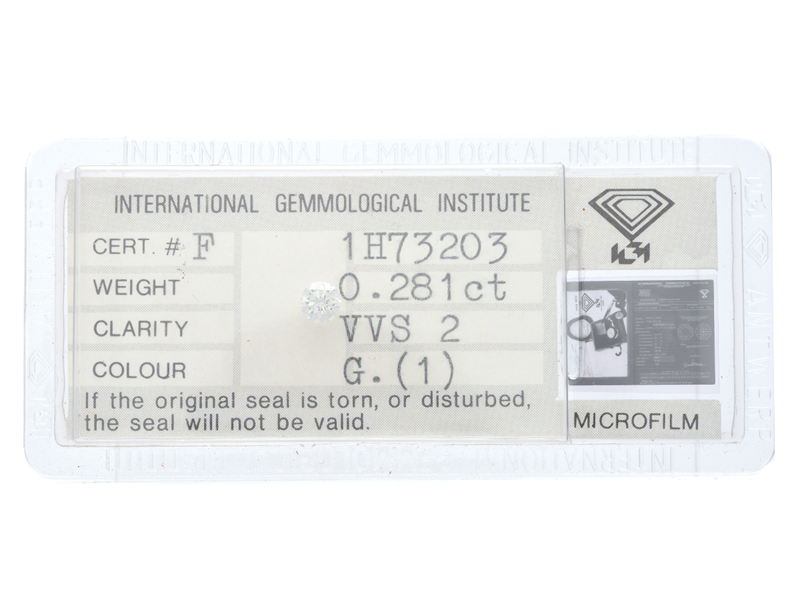 INTERNATIONAL GEMMOLOGICAL INSTITUTE
INTERNATIONAL GEMMOLOGICAL INSTITUTE
CERT. # F 1H73203
WEIGHT 0.281ct
CLARITY VVS 2
COLOUR G.(1)
If the original seal is torn, or disturbed,
the seal will not be valid.
IGI
MICROFILM